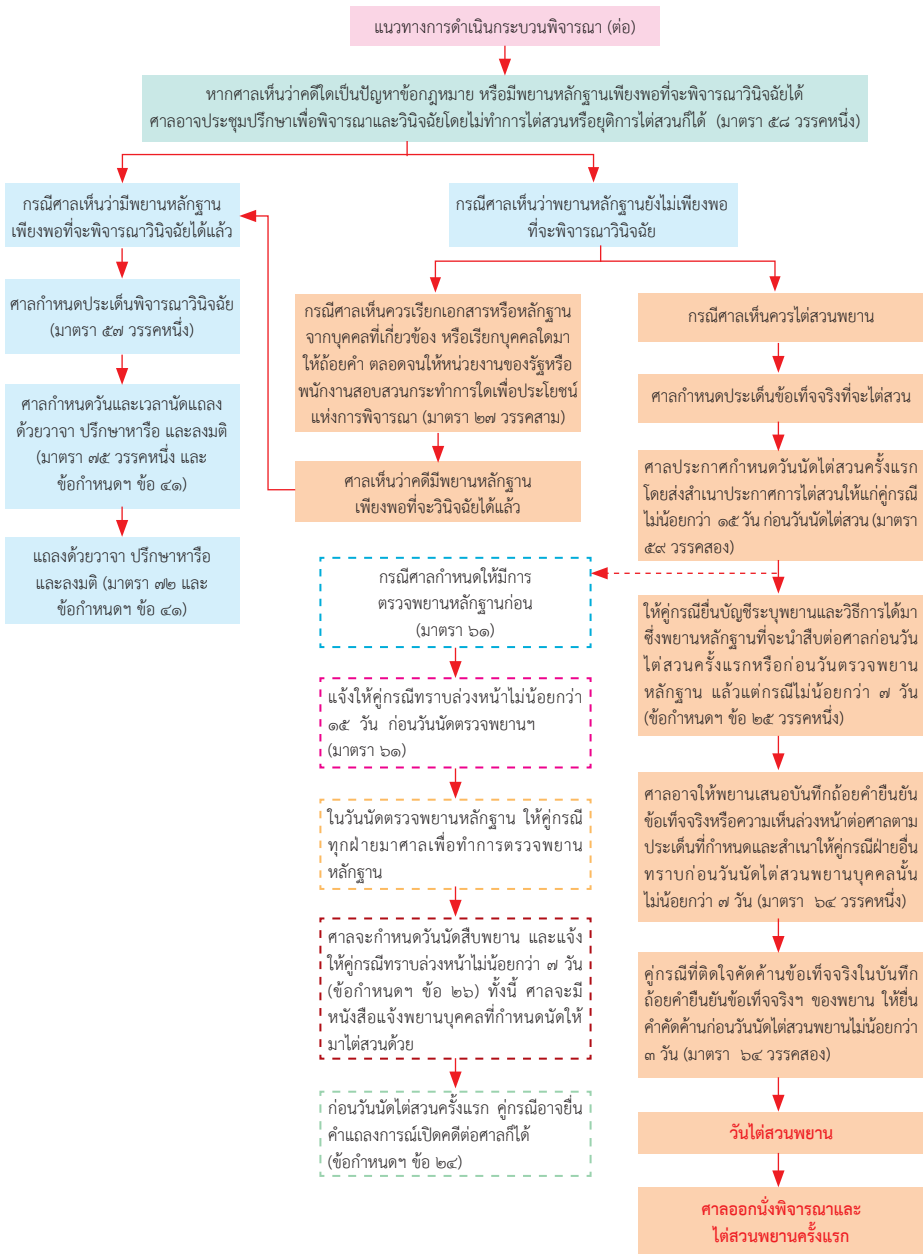 แนวทางการดำเนินกระบวนพิจารณา (ต่อ)
หากศาลเห็นว่าคดีใดเป็นปัญหาข้อกฎหมาย หรือมีพยานหลักฐานเพียงพอที่จะพิจารณาวินิจฉัยได้
ศาลอาจประชุมปรึกษาเพื่อพิจารณาและวินิจฉัยโดยไม่ทำการไต่สวนหรือยุติการไต่สวนก็ได้ (มาตรา ๕๘ วรรคหนึ่ง)
กรณีศาลเห็นว่ามีพยานหลักฐาน
เพียงพอที่จะพิจารณาวินิจฉัยได้แล้ว
ศาลกำหนดประเด็นพิจารณาวินิจฉัย
(มาตรา ๕๗ วรรคหนึ่ง)
ศาลกำหนดวันและเวลานัดแถลง
ด้วยวาจา ปรึกษาหารือ และลงมติ
(มาตรา ๗๕ วรรคหนึ่ง และ
ข้อกำหนดฯ ข้อ ๔๑)
แถลงด้วยวาจา ปรึกษาหารือ
และลงมติ (มาตรา ๗๒ และ
ข้อกำหนดฯ ข้อ ๔๑)
กรณีศาลเห็นว่าพยานหลักฐานยังไม่เพียงพอ
ที่จะพิจารณาวินิจฉัย
กรณีศาลเห็นควรเรียกเอกสารหรือหลักฐาน
จากบุคคลที่เกี่ยวข้อง หรือเรียกบุคคลใดมา
ให้ถ้อยคำ ตลอดจนให้หน่วยงานของรัฐหรือ
พนักงานสอบสวนกระทำการใดเพื่อประโยชน์
แห่งการพิจารณา (มาตรา ๒๗ วรรคสาม)
ศาลเห็นว่าคดีมีพยานหลักฐาน
เพียงพอที่จะวินิจฉัยได้แล้ว
กรณีศาลกำหนดให้มีการ
ตรวจพยานหลักฐานก่อน
(มาตรา ๖๑)
แจ้งให้คู่กรณีทราบล่วงหน้าไม่น้อยกว่า
๑๕ วัน ก่อนวันนัดตรวจพยานฯ
(มาตรา ๖๑)
ในวันนัดตรวจพยานหลักฐาน ให้คู่กรณี
ทุกฝ่ายมาศาลเพื่อทำการตรวจพยาน
หลักฐาน
ศาลจะกำหนดวันนัดสืบพยาน และแจ้ง
ให้คู่กรณีทราบล่วงหน้าไม่น้อยกว่า ๗ วัน
(ข้อกำหนดฯ ข้อ ๒๖) ทั้งนี้ ศาลจะมี
หนังสือแจ้งพยานบุคคลที่กำหนดนัดให้
มาไต่สวนด้วย
ก่อนวันนัดไต่สวนครั้งแรก คู่กรณีอาจยื่น
คำแถลงการณ์เปิดคดีต่อศาลก็ได้
(ข้อกำหนดฯ ข้อ ๒๔)
กรณีศาลเห็นควรไต่สวนพยาน
ศาลกำหนดประเด็นข้อเท็จจริงที่จะไต่สวน
ศาลประกาศกำหนดวันนัดไต่สวนครั้งแรก
โดยส่งสำเนาประกาศการไต่สวนให้แก่คู่กรณี
ไม่น้อยกว่า ๑๕ วัน ก่อนวันนัดไต่สวน (มาตรา
๕๙ วรรคสอง)
ให้คู่กรณียื่นบัญชีระบุพยานและวิธีการได้มา
ซึ่งพยานหลักฐานที่จะนำสืบต่อศาลก่อนวัน
ไต่สวนครั้งแรกหรือก่อนวันตรวจพยาน
หลักฐาน แล้วแต่กรณีไม่น้อยกว่า ๗ วัน
(ข้อกำหนดฯ ข้อ ๒๕ วรรคหนึ่ง)
ศาลอาจให้พยานเสนอบันทึกถ้อยคำยืนยัน
ข้อเท็จจริงหรือความเห็นล่วงหน้าต่อศาลตาม
ประเด็นที่กำหนดและสำเนาให้คู่กรณีฝ่ายอื่น
ทราบก่อนวันนัดไต่สวนพยานบุคคลนั้น
ไม่น้อยกว่า ๗ วัน (มาตรา ๖๔ วรรคหนึ่ง)
คู่กรณีที่ติดใจคัดค้านข้อเท็จจริงในบันทึก
ถ้อยคำยืนยันข้อเท็จจริงฯ ของพยาน ให้ยื่น
คำคัดค้านก่อนวันนัดไต่สวนพยานไม่น้อยกว่า
๓ วัน (มาตรา ๖๔ วรรคสอง)
วันไต่สวนพยาน
ศาลออกนั่งพิจารณาและ
ไต่สวนพยานครั้งแรก